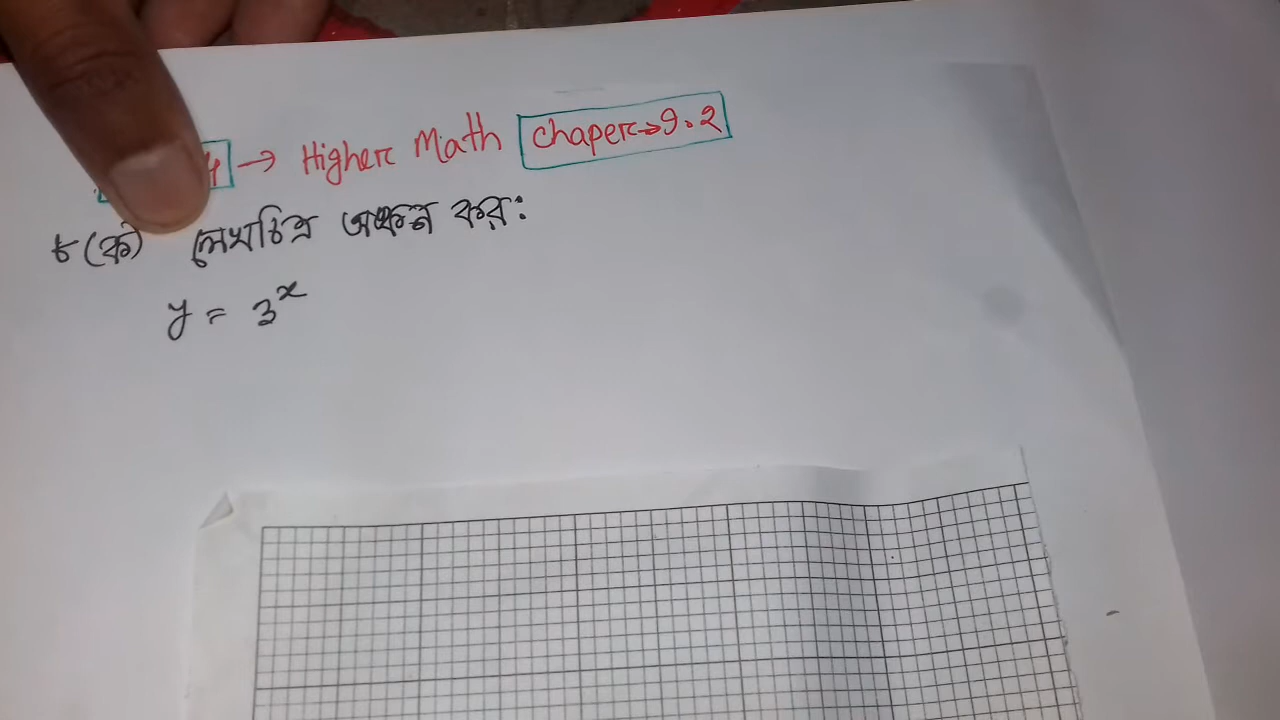 → Higher Math Chaper→9.2
৮(ক) লেখচিত্র অঙ্কন কর:
y = 3^x